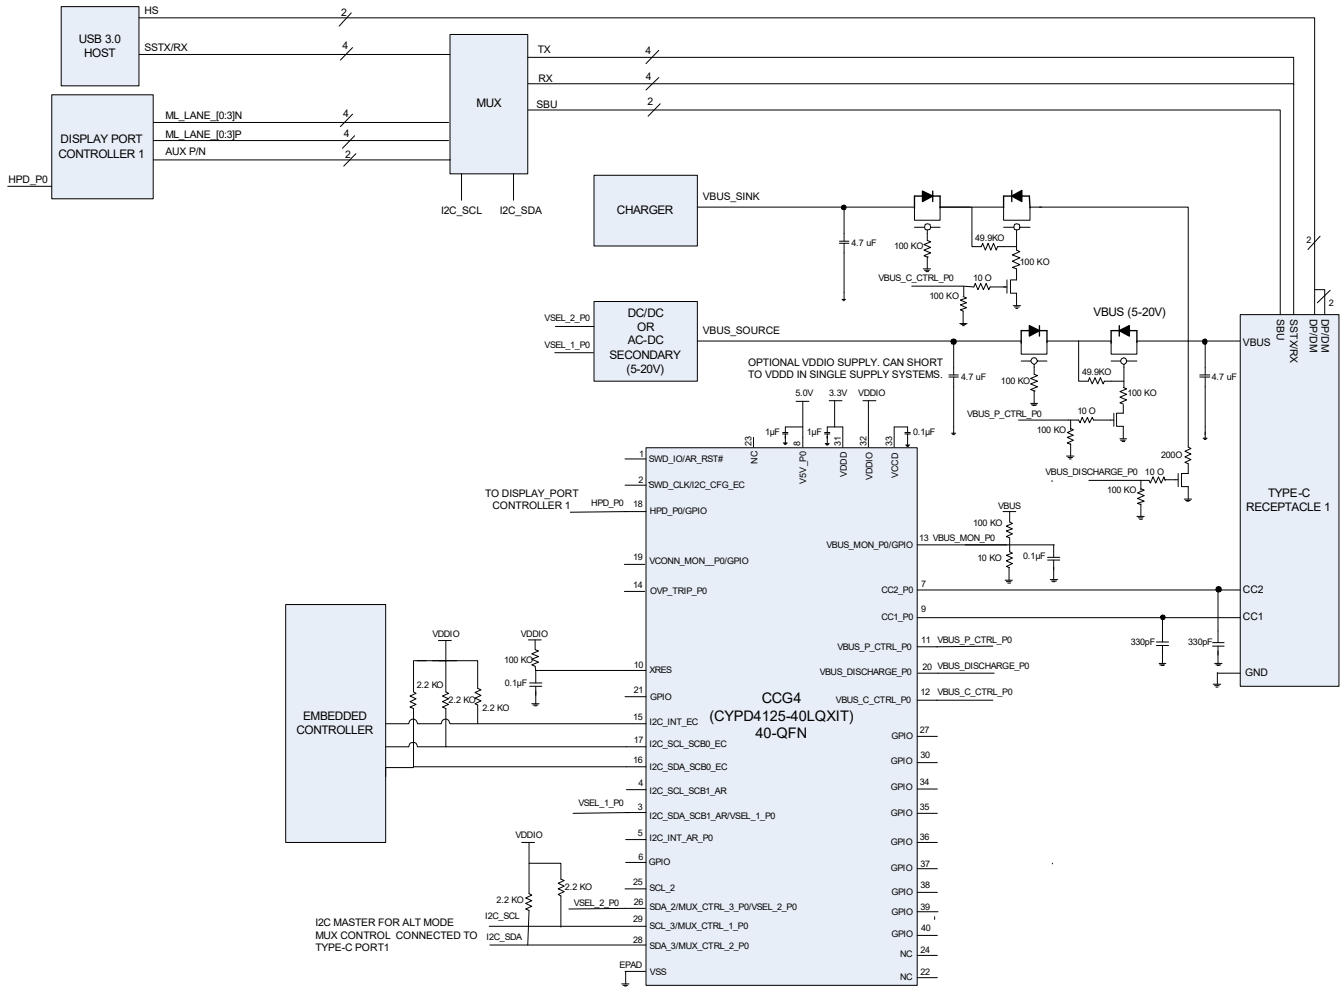 HS
2
USB 3.0
HOST
SSTX/RX
4
MUX
TX
4
RX
4
SBU
2
DISPLAY PORT
CONTROLLER 1
ML_LANE_[0:3]N
4
ML_LANE_[0:3]P
4
AUX P/N
2
HPD_P0
I2C_SCL
I2C_SDA
CHARGER
VBUS_SINK
4.7 uF
100 KO
49.9KO
100 KO
VBUS_C_CTRL_P0
10 O
100 KO
2
2
VSEL_2_P0
VSEL_1_P0
DC/DC
OR
AC-DC
SECONDARY
(5-20V)
VBUS_SOURCE
VBUS (5-20V)
OPTIONAL VDDIO SUPPLY. CAN SHORT
TO VDDD IN SINGLE SUPPLY SYSTEMS.
4.7 uF
100 KO
49.9KO
100 KO
4.7 uF
VBUS_P_CTRL_P0
10 O
100 KO
200O
VBUS_DISCHARGE_P0
10 O
100 KO
VBUS
SBU
SSTX/RX
DP/DM
DP/DM
TYPE-C
RECEPTACLE 1
CC2
CC1
GND
5.0V
3.3V
VDDIO
1µF
1µF
0.1µF
23
8
31
32
33
NC
V5V_P0
VDDD
VDDIO
VCCD
1
SWD_IO/AR_RST#
2
SWD_CLK/I2C_CFG_EC
TO DISPLAY_PORT
CONTROLLER 1
HPD_P0
18
HPD_P0/GPIO
19
VCONN_MON__P0/GPIO
14
OVP_TRIP_P0
VBUS
100 KO
10 KO
0.1µF
VBUS_MON_P0/GPIO
13
VBUS_MON_P0
CC2_P0
7
CC1_P0
9
330pF
330pF
VBUS_P_CTRL_P0
11
VBUS_P_CTRL_P0
VBUS_DISCHARGE_P0
20
VBUS_DISCHARGE_P0
VBUS_C_CTRL_P0
12
VBUS_C_CTRL_P0
EMBEDDED
CONTROLLER
VDDIO
2.2 KO
2.2 KO
2.2 KO
VDDIO
100 KO
0.1µF
10
XRES
21
GPIO
15
I2C_INT_EC
17
I2C_SCL_SCB0_EC
16
I2C_SDA_SCB0_EC
4
I2C_SCL_SCB1_AR
VSEL_1_P0
3
I2C_SDA_SCB1_AR/VSEL_1_P0
5
I2C_INT_AR_P0
6
GPIO
25
SCL_2
VSEL_2_P0
26
SDA_2/MUX_CTRL_3_P0/VSEL_2_P0
29
SCL_3/MUX_CTRL_1_P0
28
SDA_3/MUX_CTRL_2_P0
EPAD
VSS
CCG4
(CYPD4125-40LQXIT)
40-QFN
GPIO
27
GPIO
30
GPIO
34
GPIO
35
GPIO
36
GPIO
37
GPIO
38
GPIO
39
GPIO
40
NC
24
NC
22
VDDIO
2.2 KO
2.2 KO
I2C_SCL
I2C_SDA
I2C MASTER FOR ALT MODE
MUX CONTROL CONNECTED TO
TYPE-C PORT1